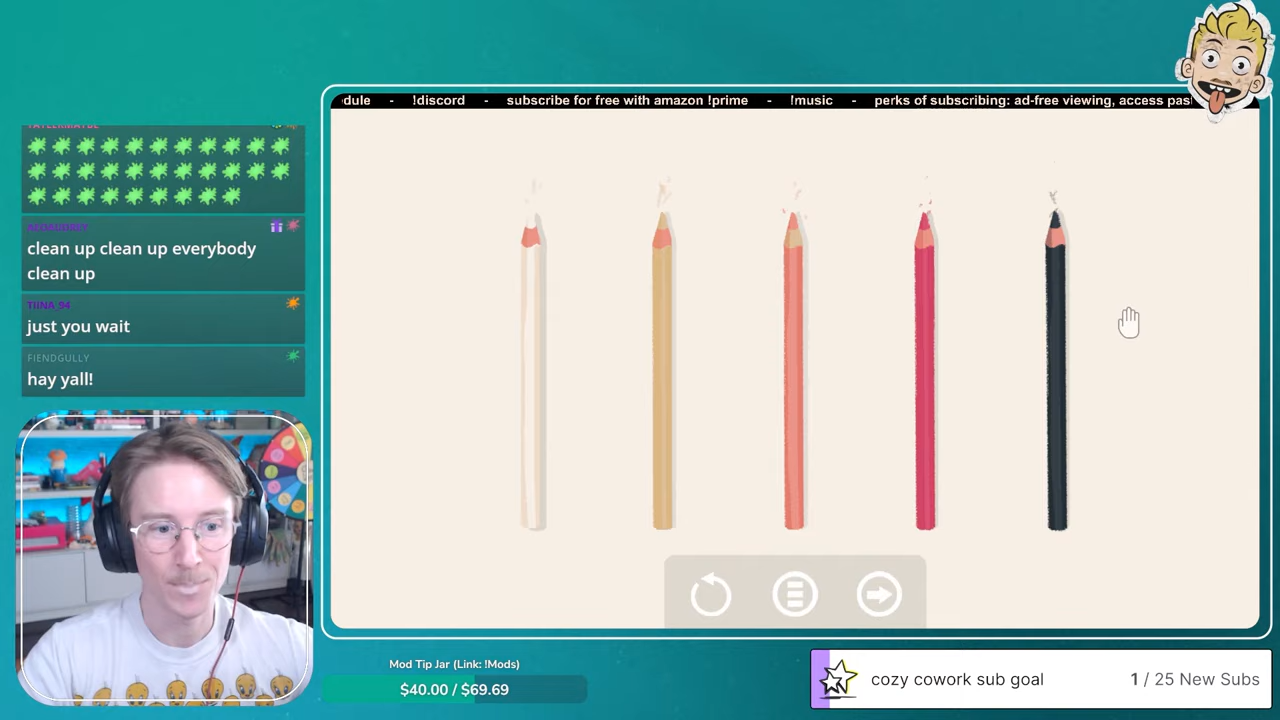 dule - !discord - subscribe for free with amazon !prime - !music - perks of subscribing: ad-free viewing, access pas
clean up clean up everybody
clean up
TIINA_94
just you wait
FIENDGULLY
hay yall!
Mod Tip Jar (Link: !Mods)
$40.00 / $69.69
cozy cowork sub goal
1 / 25 New Subs